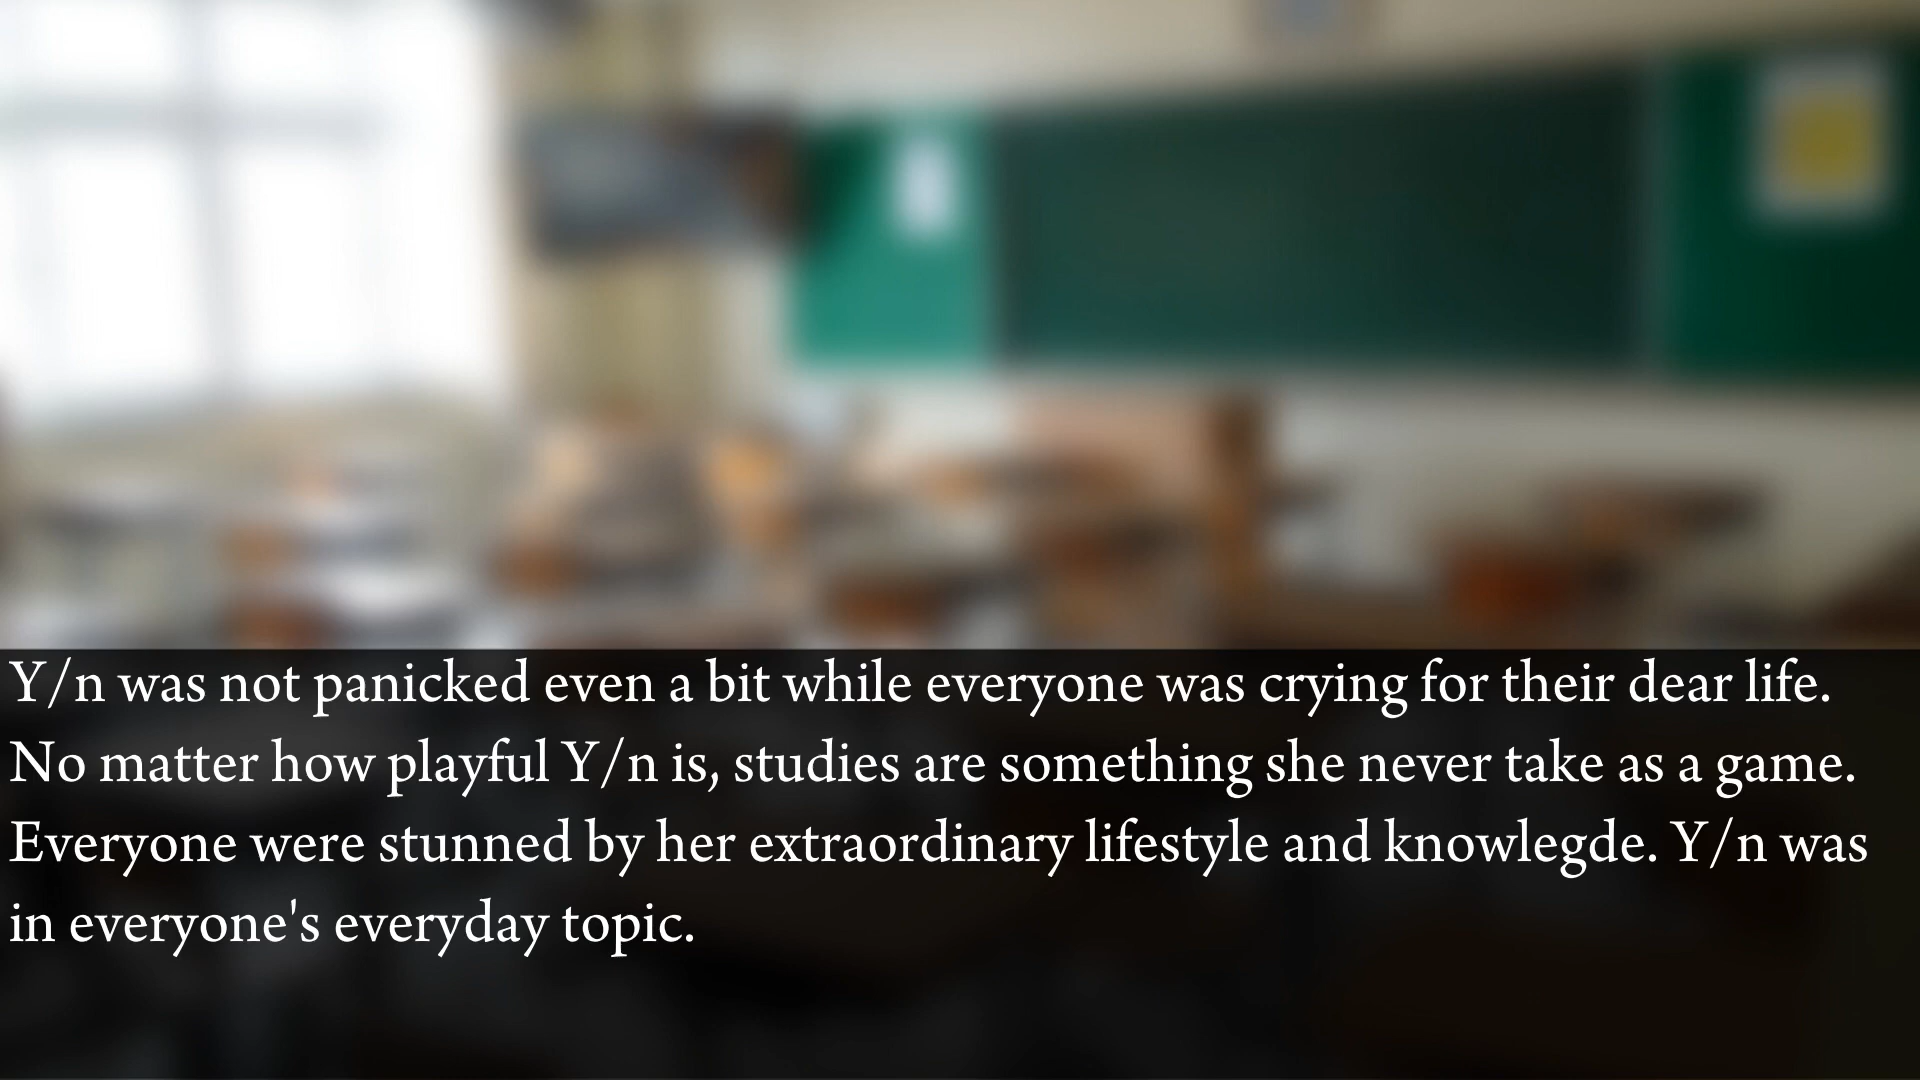 Y/n was not panicked even a bit while everyone was crying for their dear life.
No matter how playful Y/n is, studies are something she never take as a game.
Everyone were stunned by her extraordinary lifestyle and knowlegde. Y/n was
in everyone's everyday topic.